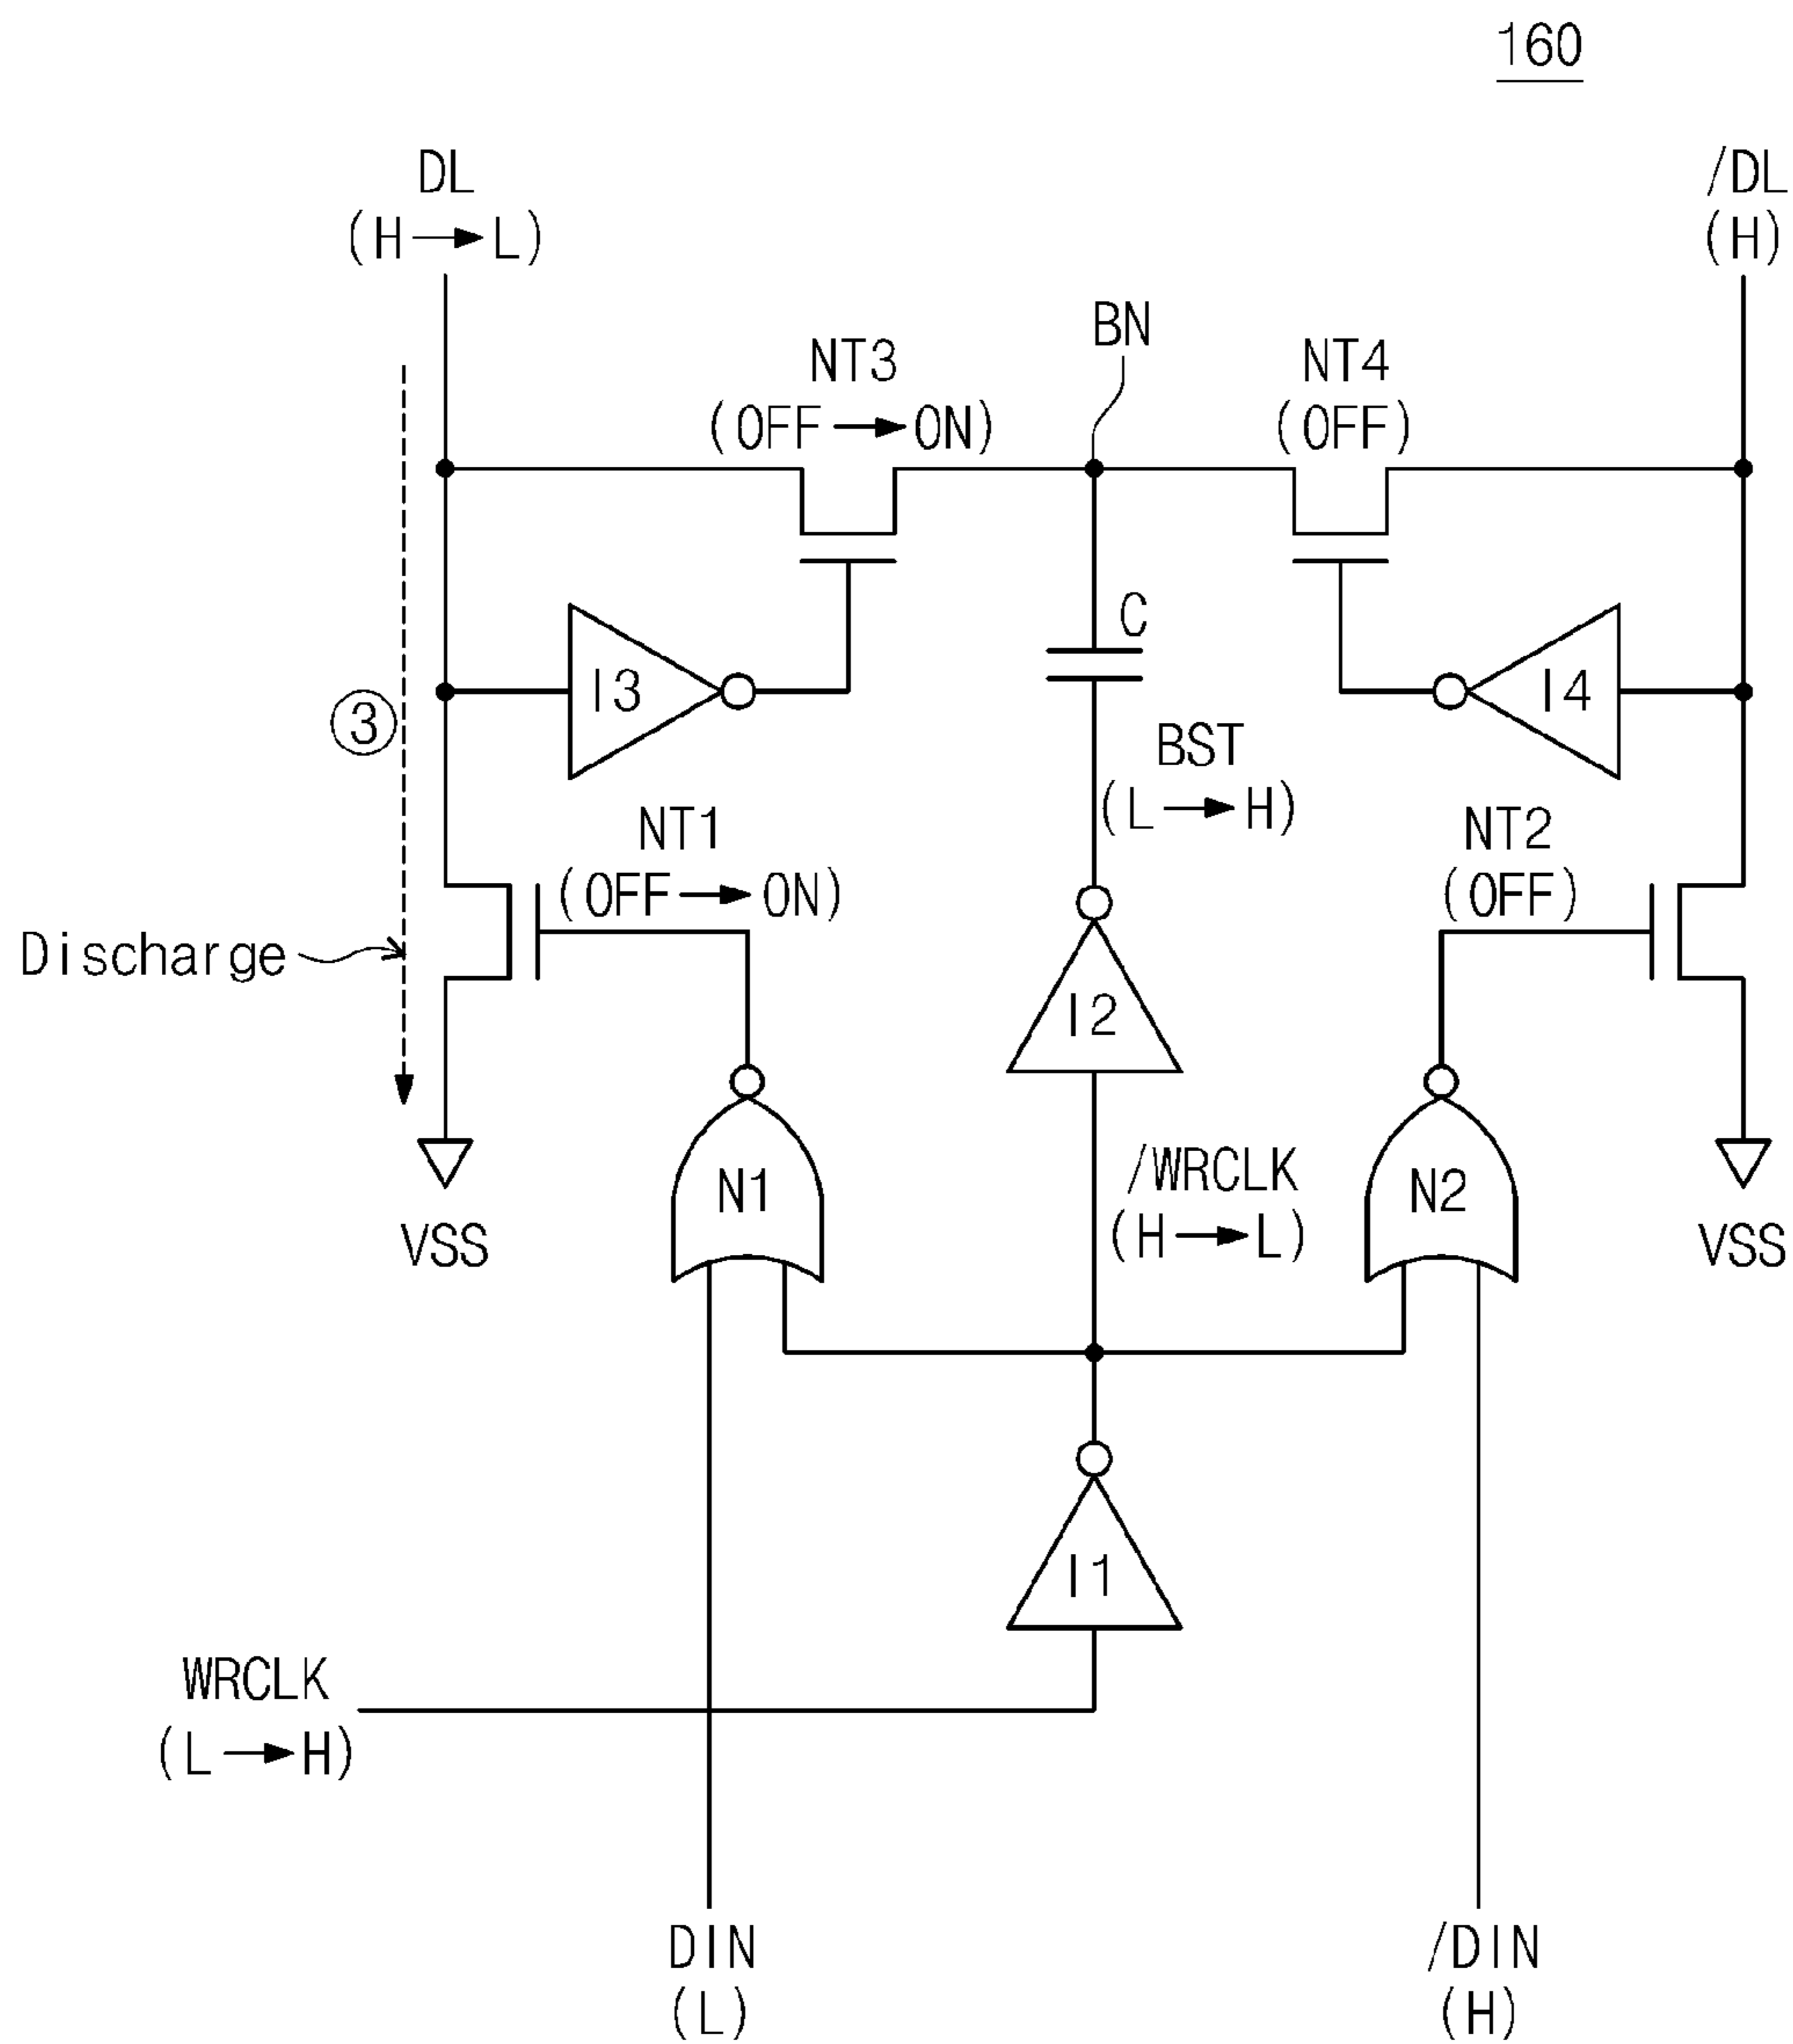 160
DL
(H→L)
/DL
(H)
BN
NT3
(OFF→ON)
NT4
(OFF)
C
I3
I4
③
BST
(L→H)
NT1
(OFF→ON)
NT2
(OFF)
Discharge
I2
/WRCLK
(H→L)
N1
N2
VSS
VSS
I1
WRCLK
(L→H)
DIN
(L)
/DIN
(H)